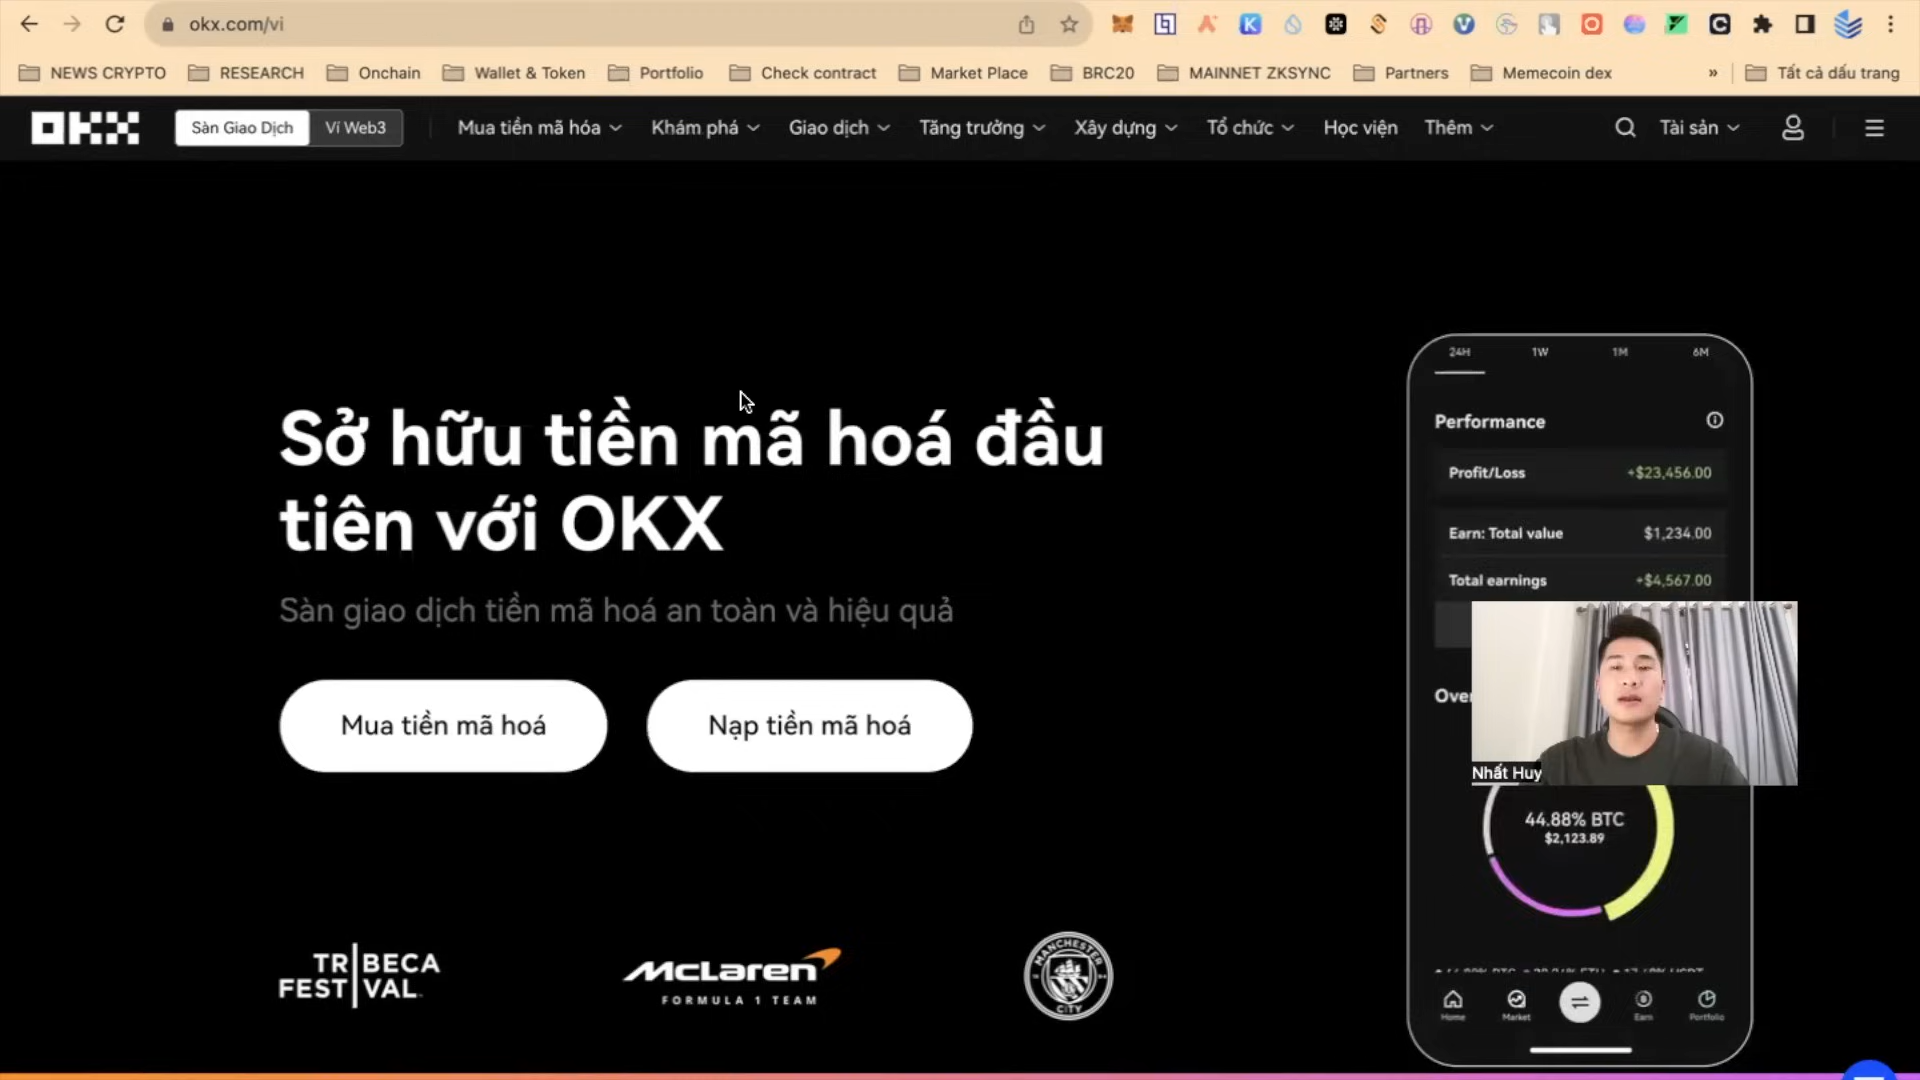 okx.com/vi
NEWS CRYPTO RESEARCH Onchain Wallet & Token Portfolio Check contract Market Place BRC20 MAINNET ZKSYNC Partners Memecoin dex » Tất cả dấu trang
OKX Sàn Giao Dịch Ví Web3 Mua tiền mã hóa Khám phá Giao dịch Tăng trưởng Xây dựng Tổ chức Học viện Thêm Tài sản
24H 1W 1M 6M
Sở hữu tiền mã hoá đầu
tiên với OKX
Sàn giao dịch tiền mã hoá an toàn và hiệu quả
Mua tiền mã hoá Nạp tiền mã hoá
Performance
Profit/Loss +$23,456.00
Earn: Total value $1,234.00
Total earnings +$4,567.00
Nhất Huy
44.88% BTC
$2,123.89
TRIBECA
FESTIVAL
McLaren
FORMULA 1 TEAM
MANCHESTER
CITY
Home Market Earn Portfolio